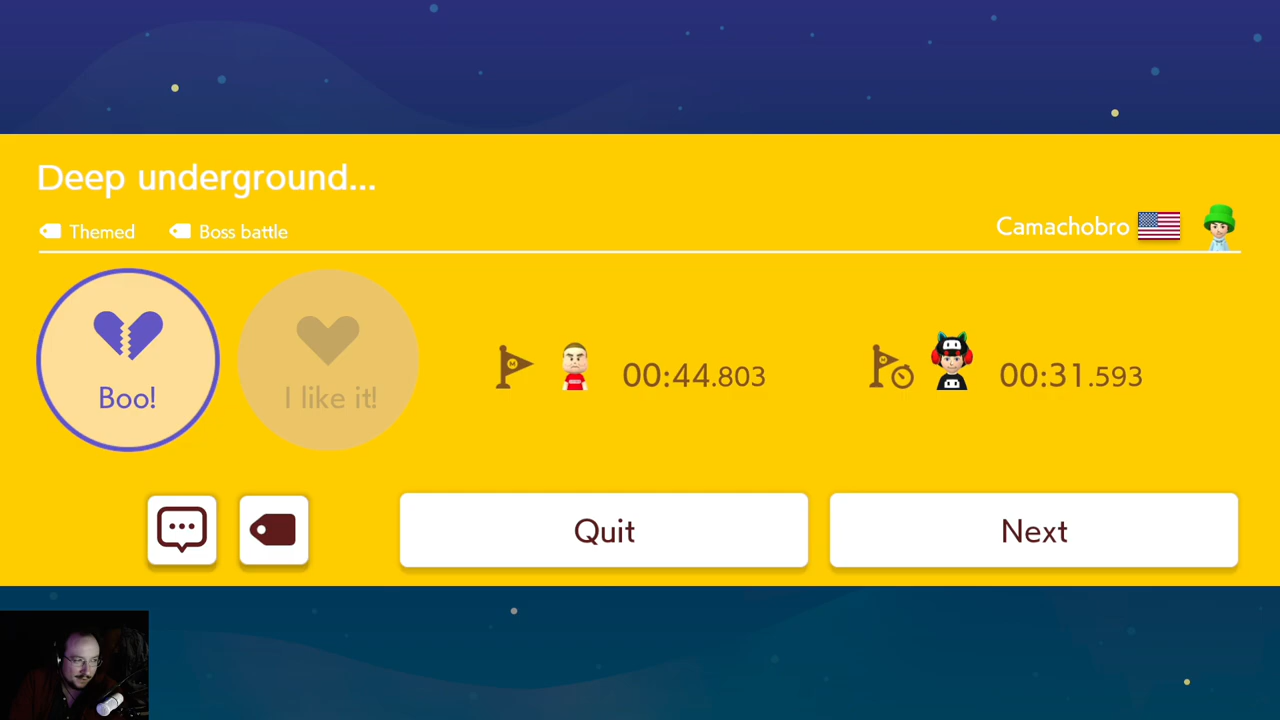 Deep underground...
Themed
Boss battle
Camachobro
Boo!
I like it!
M
00:44.803
M
00:31.593
Quit
Next